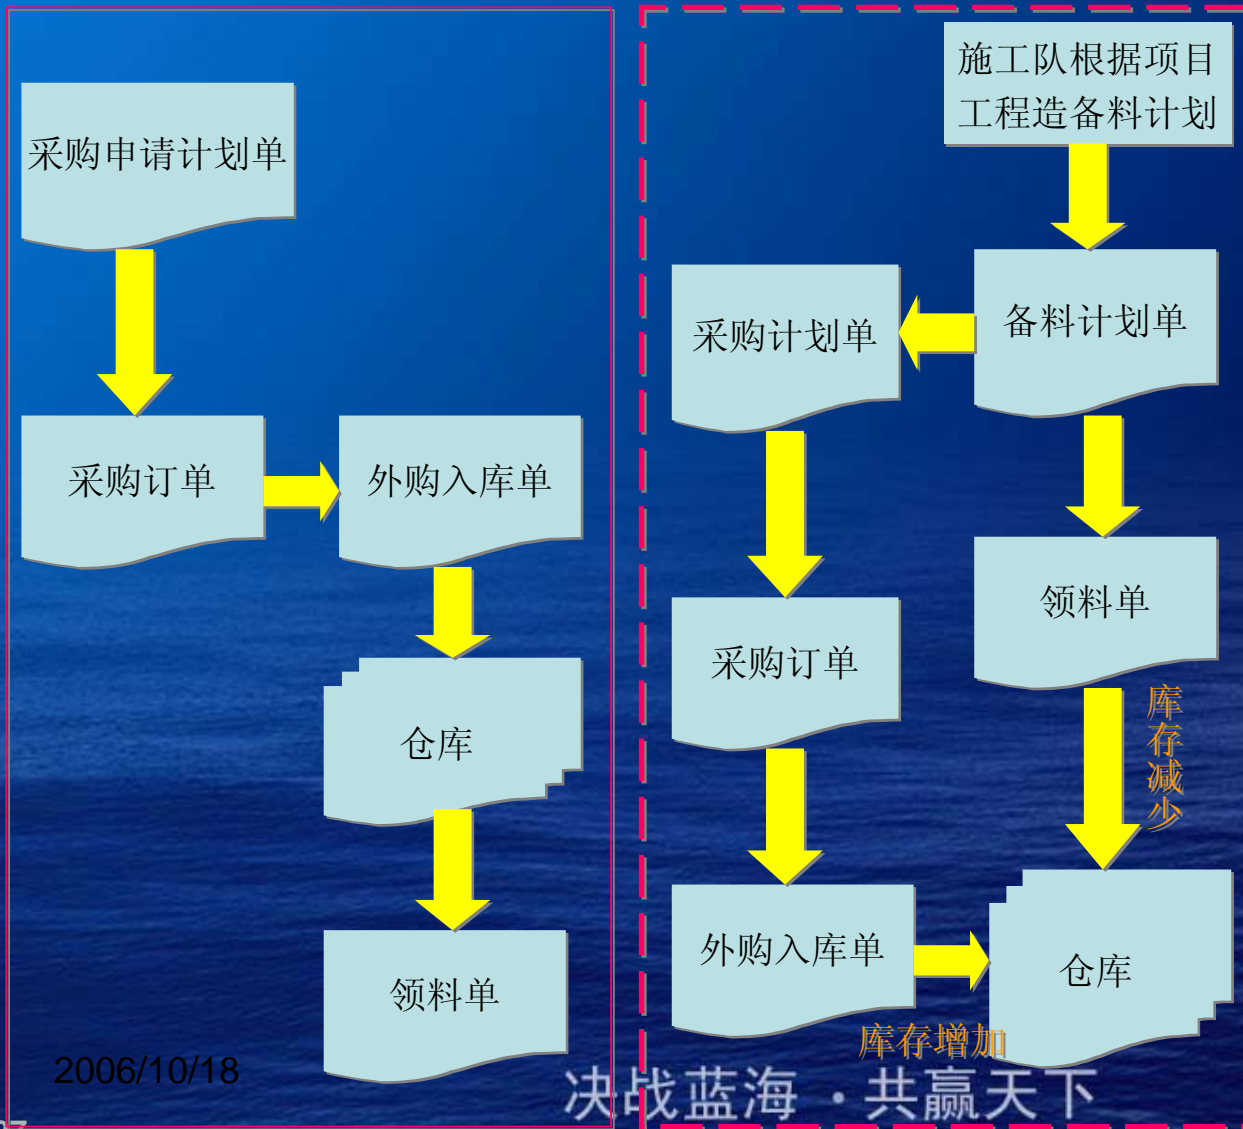 采购申请计划单
采购订单
外购入库单
仓库
领料单
2006/10/18
施工队根据项目
工程造备料计划
备料计划单
采购计划单
领料单
采购订单
库存减少
外购入库单
仓库
库存增加
决战蓝海·共赢天下